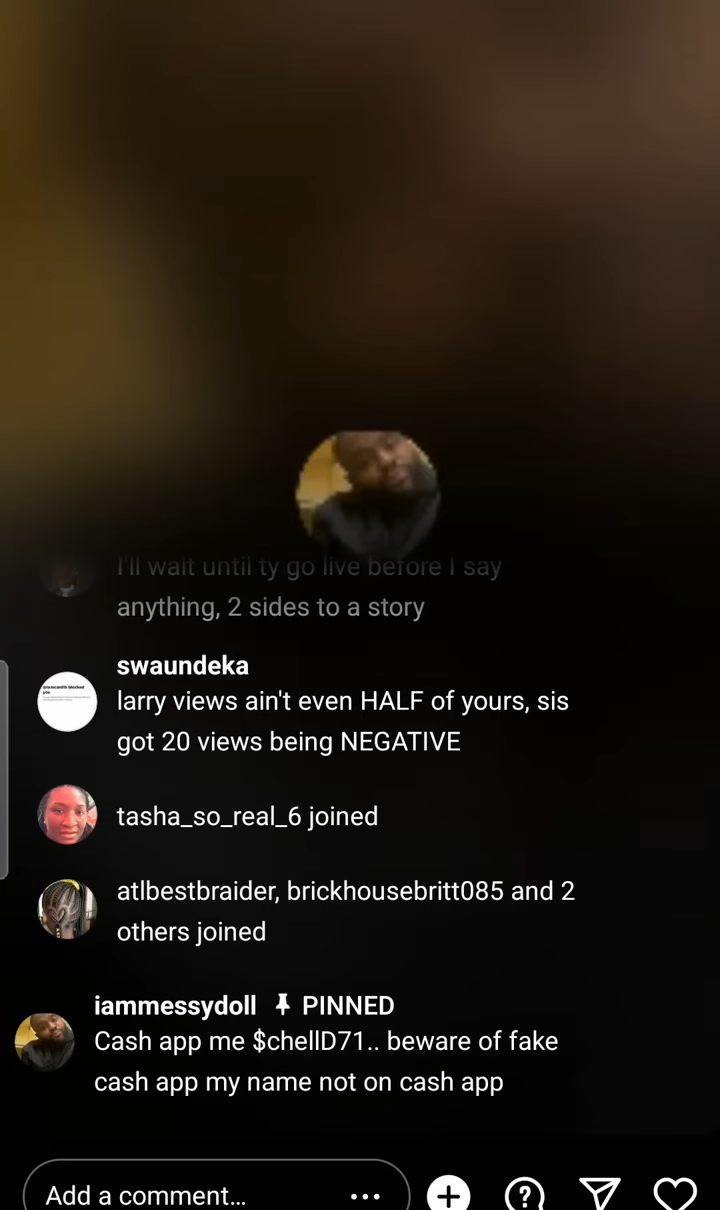 I'll wait until ty go live before I say
anything, 2 sides to a story
swaundeka
larry views ain't even HALF of yours, sis
got 20 views being NEGATIVE
tasha_so_real_6 joined
atlbestbraider, brickhousebritt085 and 2
others joined
iammessydoll PINNED
Cash app me $chellD71.. beware of fake
cash app my name not on cash app
Add a comment...